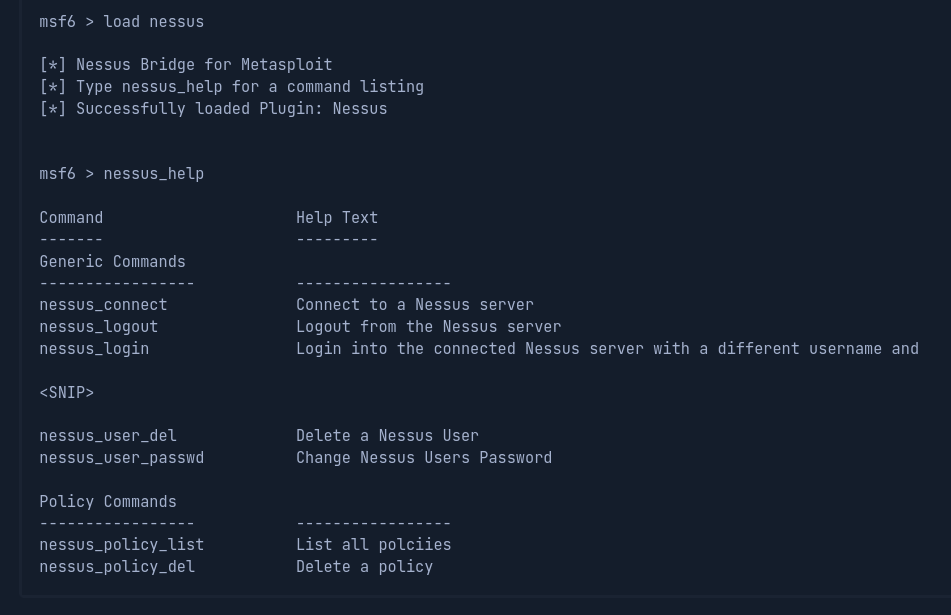 msf6 > load nessus
[*] Nessus Bridge for Metasploit
[*] Type nessus_help for a command listing
[*] Successfully loaded Plugin: Nessus
msf6 > nessus_help
Command                     Help Text
-------                     ---------
Generic Commands
-----------------           -----------------
nessus_connect              Connect to a Nessus server
nessus_logout               Logout from the Nessus server
nessus_login                Login into the connected Nessus server with a different username and
<SNIP>
nessus_user_del             Delete a Nessus User
nessus_user_passwd          Change Nessus Users Password
Policy Commands
-----------------           -----------------
nessus_policy_list          List all polciies
nessus_policy_del           Delete a policy